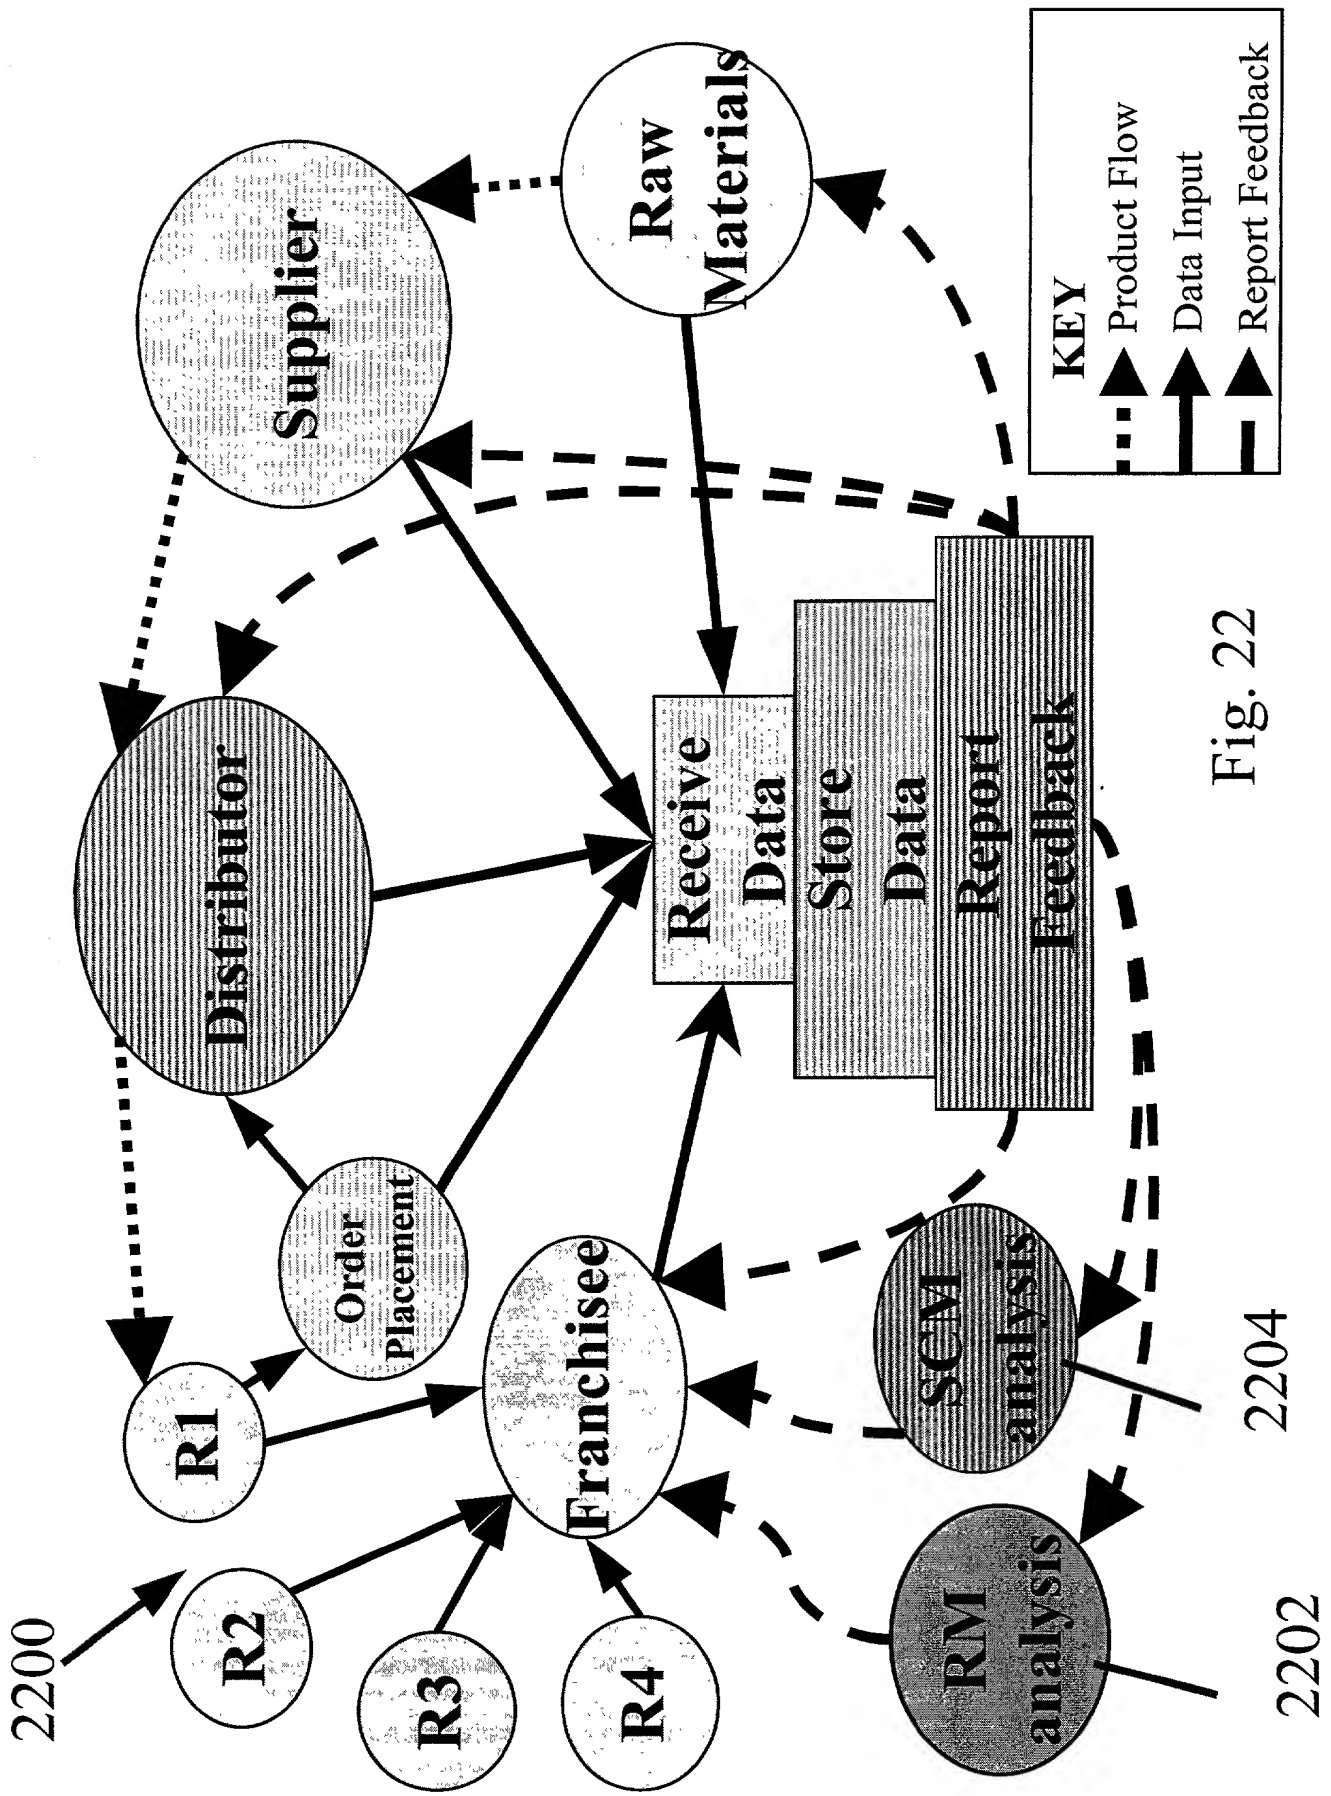 2200
R1
R2
R3
R4
Order
Placement
Distributor
Supplier
Franchisee
Raw
Materials
Receive
Data
Store
Data
Report
Feedback
SCM
analysis
RM
analysis
2202
2204
KEY
Product Flow
Data Input
Report Feedback
Fig. 22